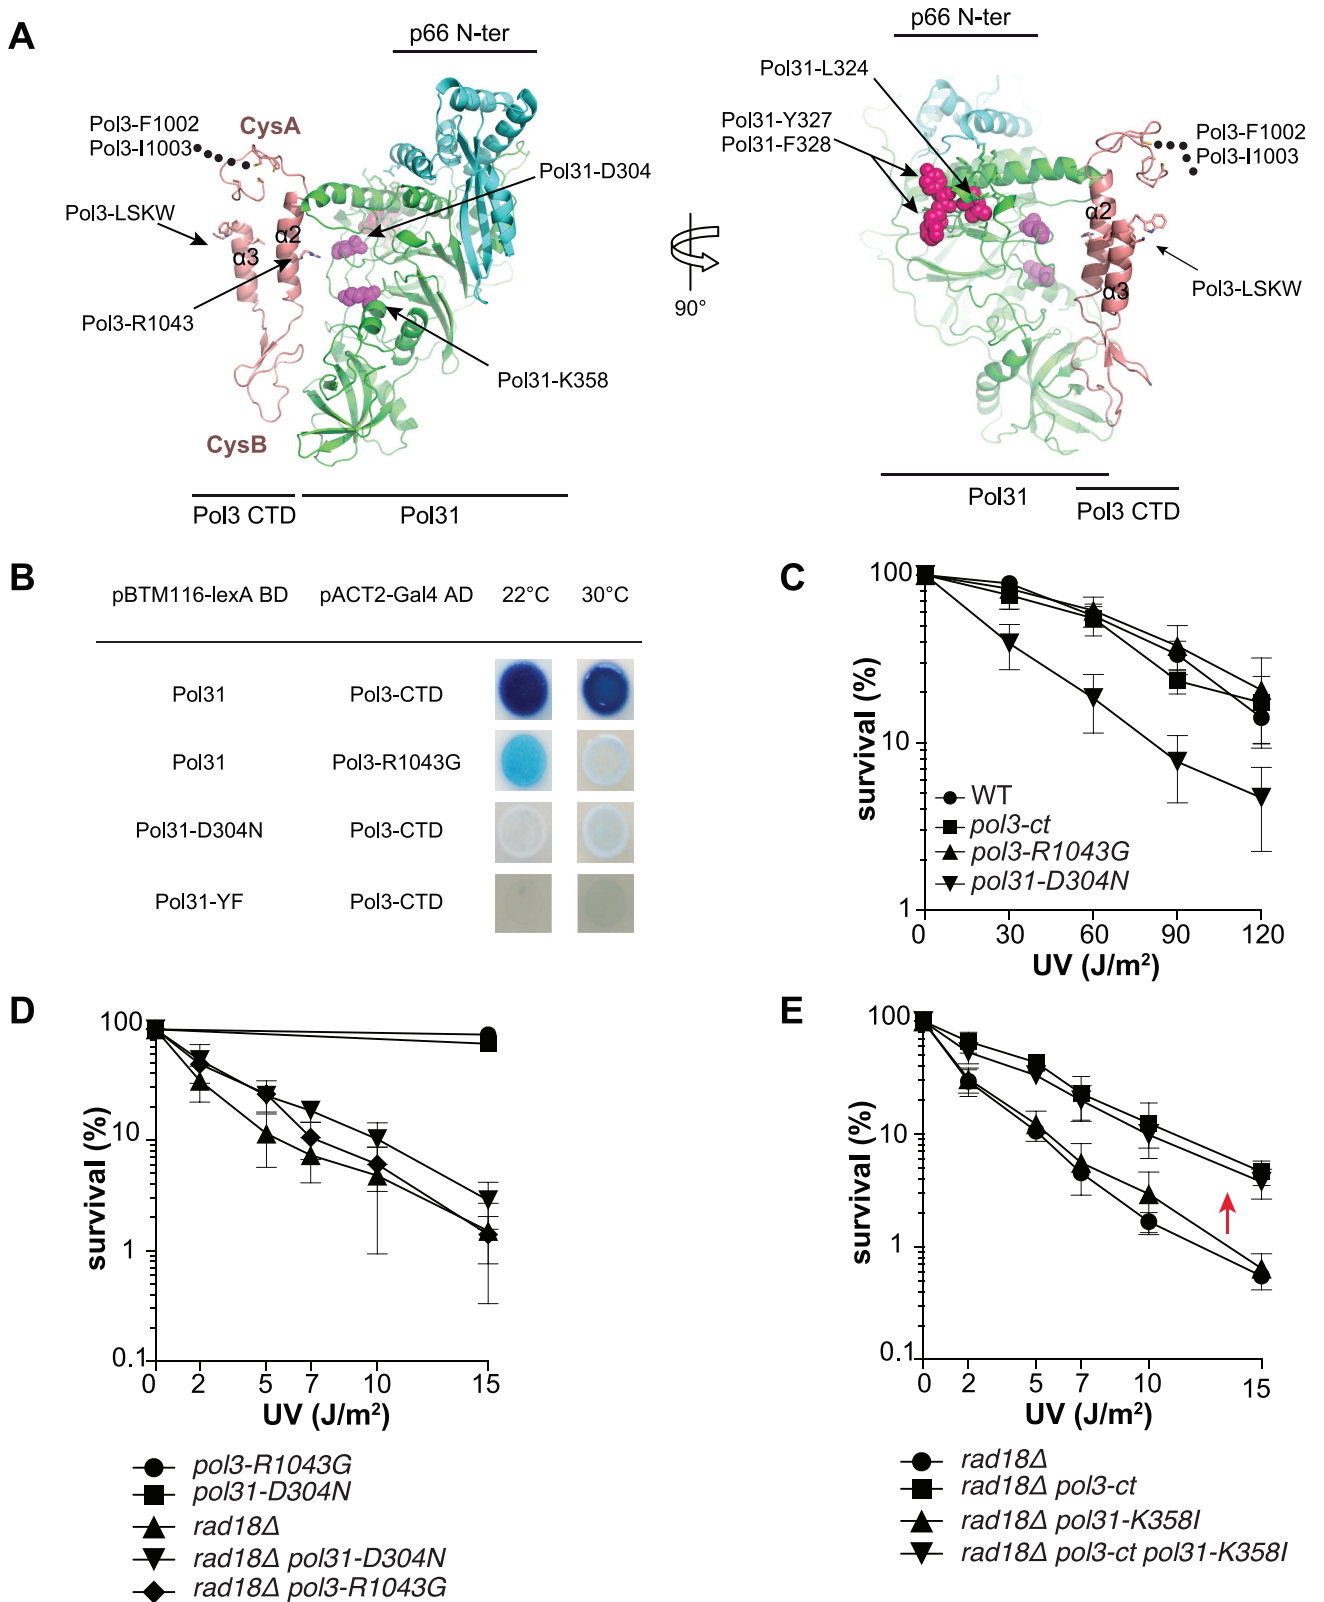 A
p66 N-ter
p66 N-ter
Pol3-F1002
Pol3-I1003
CysA
Pol31-D304
Pol3-LSKW
α2
α3
Pol3-R1043
Pol31-K358
CysB
Pol3 CTD
Pol31
90°
Pol31-L324
Pol31-Y327
Pol31-F328
Pol3-F1002
Pol3-I1003
α2
α3
Pol3-LSKW
Pol31
Pol3 CTD
B
pBTM116-lexA BD pACT2-Gal4 AD 22°C 30°C
Pol31 Pol3-CTD
Pol31 Pol3-R1043G
Pol31-D304N Pol3-CTD
Pol31-YF Pol3-CTD
C
survival (%)
100
10
1
0 30 60 90 120
UV (J/m²)
WT
pol3-ct
pol3-R1043G
pol31-D304N
D
survival (%)
100
10
1
0.1
0 2 5 7 10 15
UV (J/m²)
pol3-R1043G
pol31-D304N
rad18Δ
rad18Δ pol31-D304N
rad18Δ pol3-R1043G
E
survival (%)
100
10
1
0.1
0 2 5 7 10 15
UV (J/m²)
rad18Δ
rad18Δ pol3-ct
rad18Δ pol31-K358I
rad18Δ pol3-ct pol31-K358I